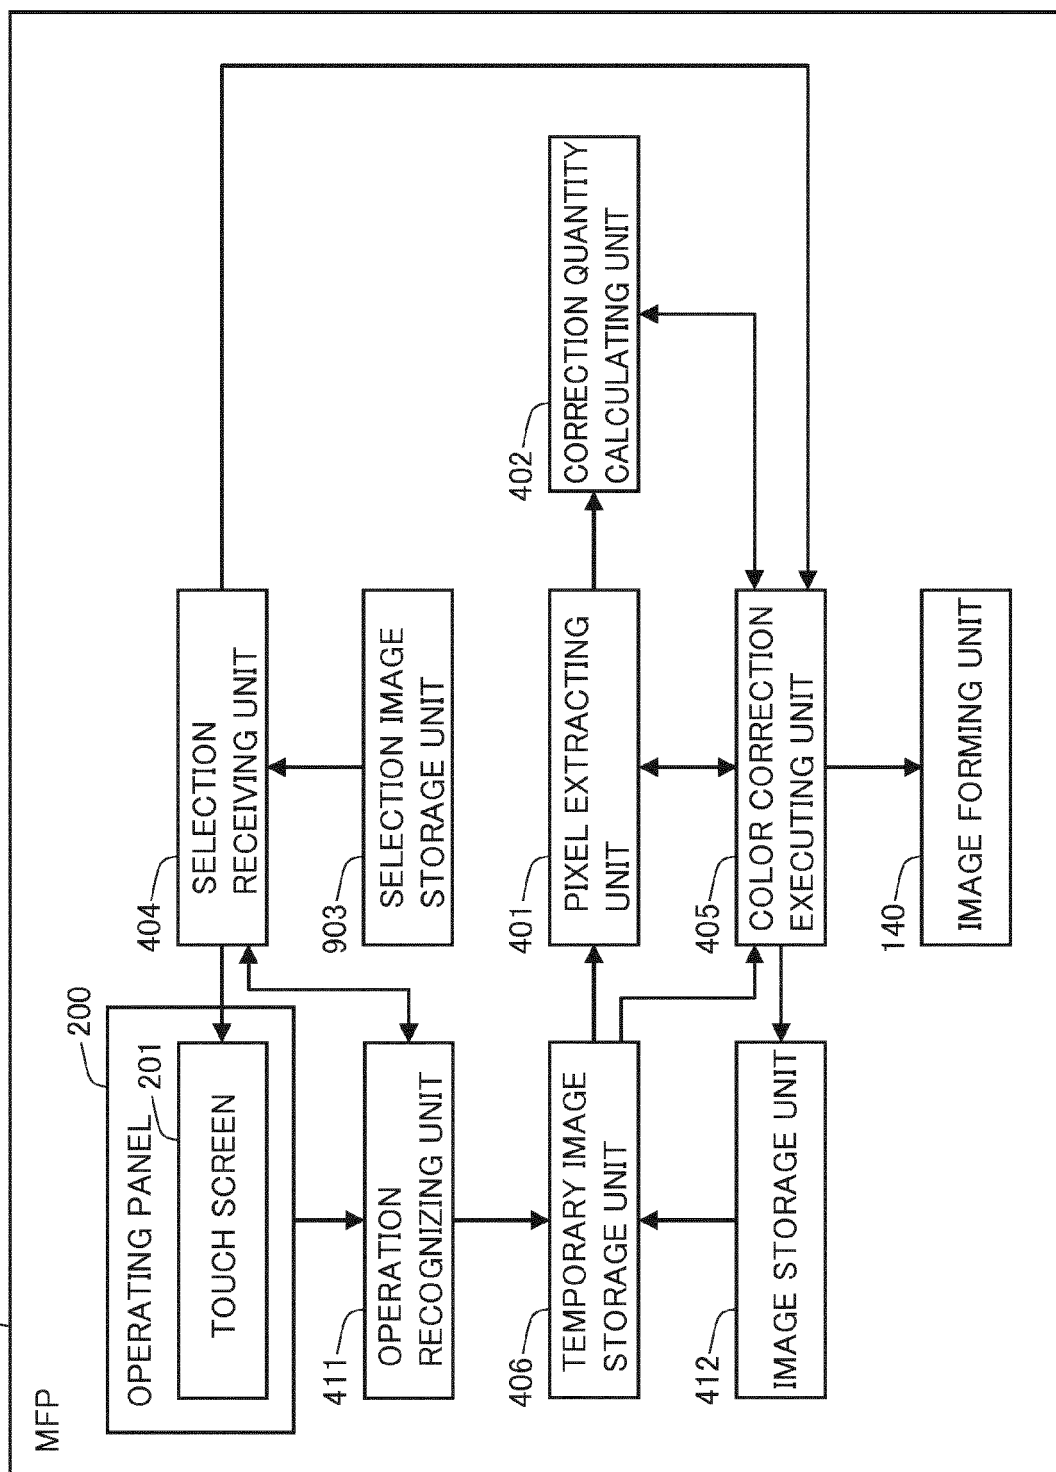 MFP
OPERATING PANEL
200
201
TOUCH SCREEN
404
SELECTION
RECEIVING UNIT
411
OPERATION
RECOGNIZING UNIT
903
SELECTION IMAGE
STORAGE UNIT
406
TEMPORARY IMAGE
STORAGE UNIT
401
PIXEL EXTRACTING
UNIT
402
CORRECTION QUANTITY
CALCULATING UNIT
412
IMAGE STORAGE UNIT
405
COLOR CORRECTION
EXECUTING UNIT
140
IMAGE FORMING UNIT